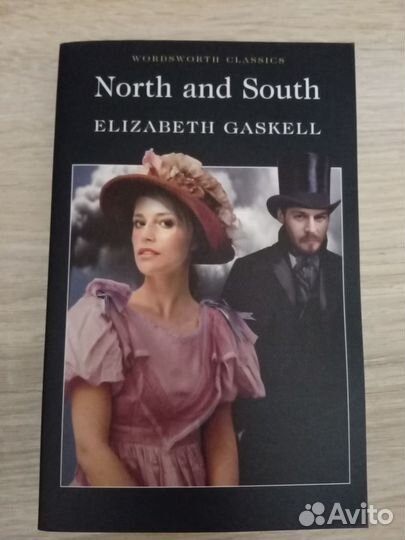 WORDSWORTH CLASSICS
North and South
ELIZABETH GASKELL
Avito